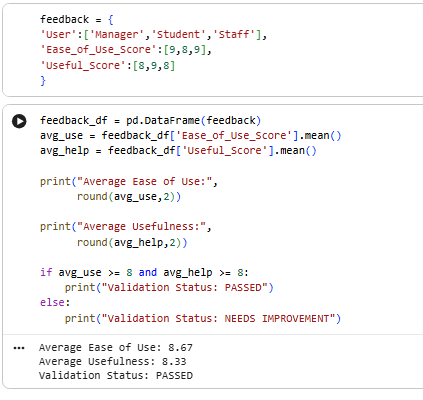 feedback = {
'User':['Manager','Student','Staff'],
'Ease_of_Use_Score':[9,8,9],
'Useful_Score':[8,9,8]
}
feedback_df = pd.DataFrame(feedback)
avg_use = feedback_df['Ease_of_Use_Score'].mean()
avg_help = feedback_df['Useful_Score'].mean()
print("Average Ease of Use:",
round(avg_use,2))
print("Average Usefulness:",
round(avg_help,2))
if avg_use >= 8 and avg_help >= 8:
print("Validation Status: PASSED")
else:
print("Validation Status: NEEDS IMPROVEMENT")
Average Ease of Use: 8.67
Average Usefulness: 8.33
Validation Status: PASSED